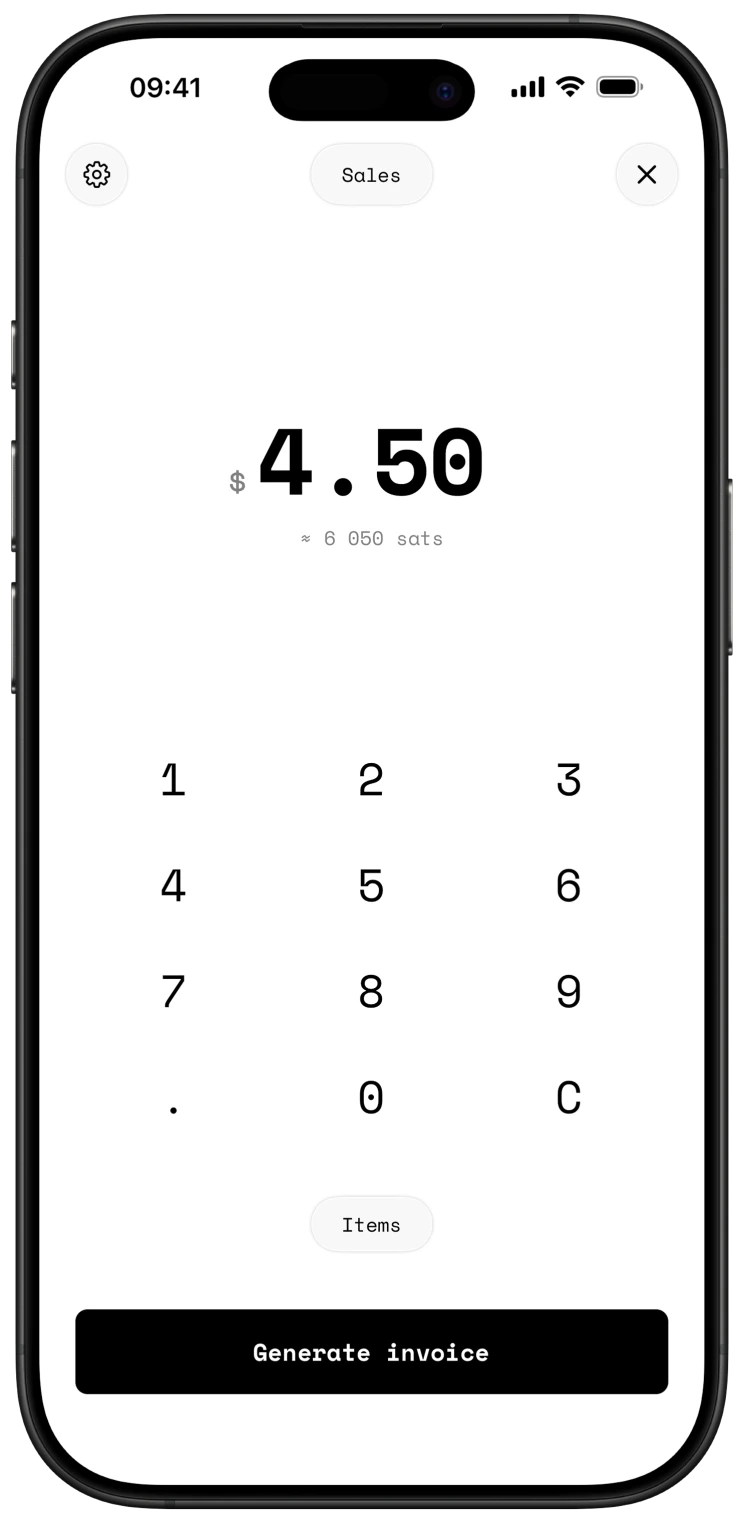 09:41
Sales
$ 4.50
≈ 6 050 sats
1 2 3
4 5 6
7 8 9
. 0 C
Items
Generate invoice